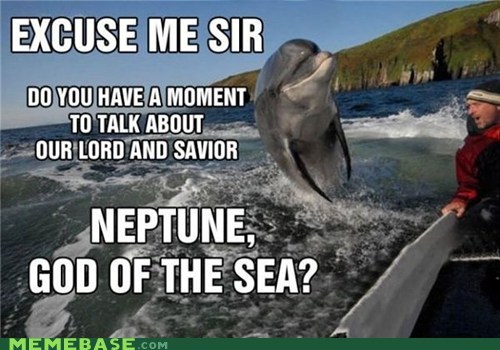 EXCUSE ME SIR
DO YOU HAVE A MOMENT
TO TALK ABOUT
OUR LORD AND SAVIOR
NEPTUNE,
GOD OF THE SEA?
MEMEBASE.COM